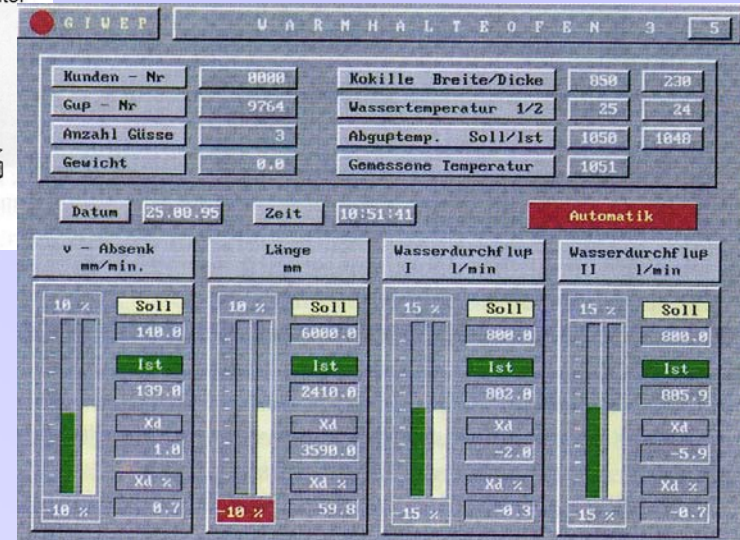 GIWEP WARMHALTEOFEN 3 5
Kunden - Nr 0000 Kokille Breite/Dicke 850 230
Guß - Nr 9764 Wassertemperatur 1/2 25 24
Anzahl Güsse 3 Abgußtemp. Soll/Ist 1050 1048
Gewicht 0.0 Gemessene Temperatur 1051
Datum 25.08.95 Zeit 10:51:41 Automatik
v - Absenk Länge Wasserdurchfluß Wasserdurchfluß
mm/min. mm I l/min II l/min
10 % Soll 10 % Soll 15 % Soll 15 % Soll
140.0 6000.0 800.0 800.0
Ist Ist Ist Ist
139.0 2410.0 802.0 805.9
Xd Xd Xd Xd
1.0 3590.0 -2.0 -5.9
Xd % Xd % Xd % Xd %
-10 % 0.7 -10 % 59.8 -15 % -0.3 -15 % -0.7